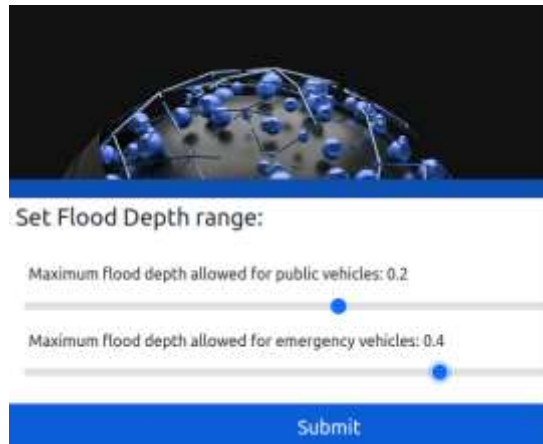 Set Flood Depth range:
Maximum flood depth allowed for public vehicles: 0.2
Maximum flood depth allowed for emergency vehicles: 0.4
Submit